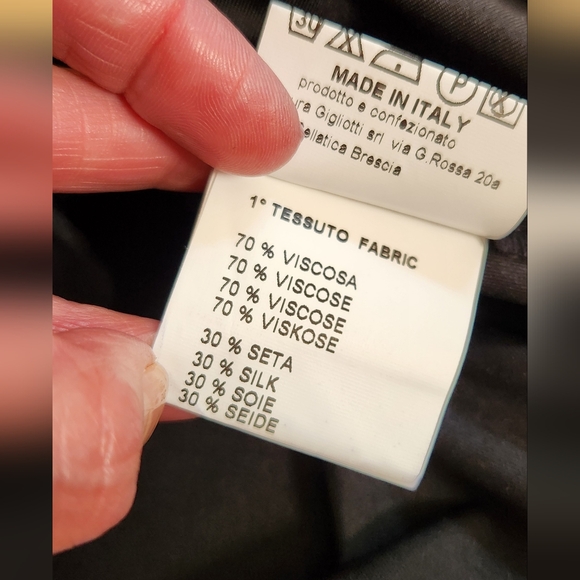 30
P
MADE IN ITALY
prodotto e confezionato
Gigliotti srl via G.Rossa 20a
Brescia
1° TESSUTO FABRIC
70 % VISCOSA
70 % VISCOSE
70 % VISCOSE
70 % VISKOSE
30 % SETA
30 % SILK
30 % SOIE
30 % SEIDE